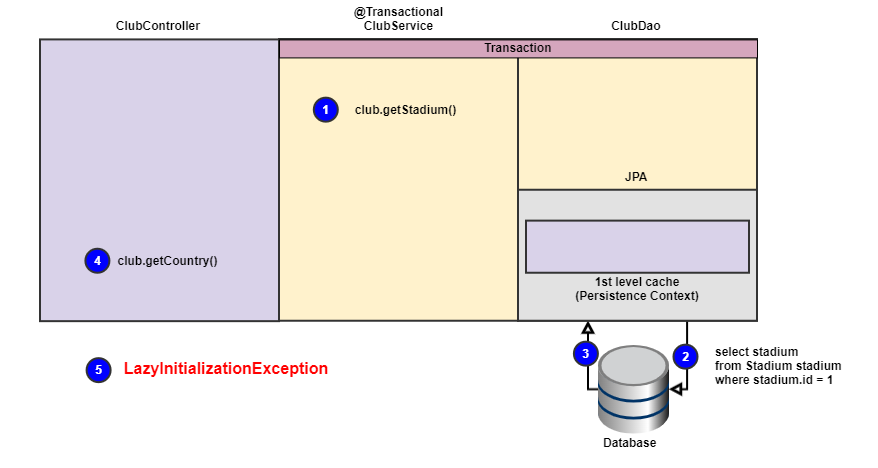 @Transactional
ClubController
ClubService
ClubDao
Transaction
1
club.getStadium()
JPA
4
club.getCountry()
1st level cache
(Persistence Context)
3
2
select stadium
from Stadium stadium
where stadium.id = 1
5
LazyInitializationException
Database